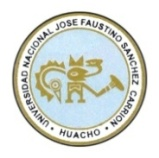 UNIVERSIDAD NACIONAL JOSE FAUSTINO SANCHEZ CARRION
• HUACHO •